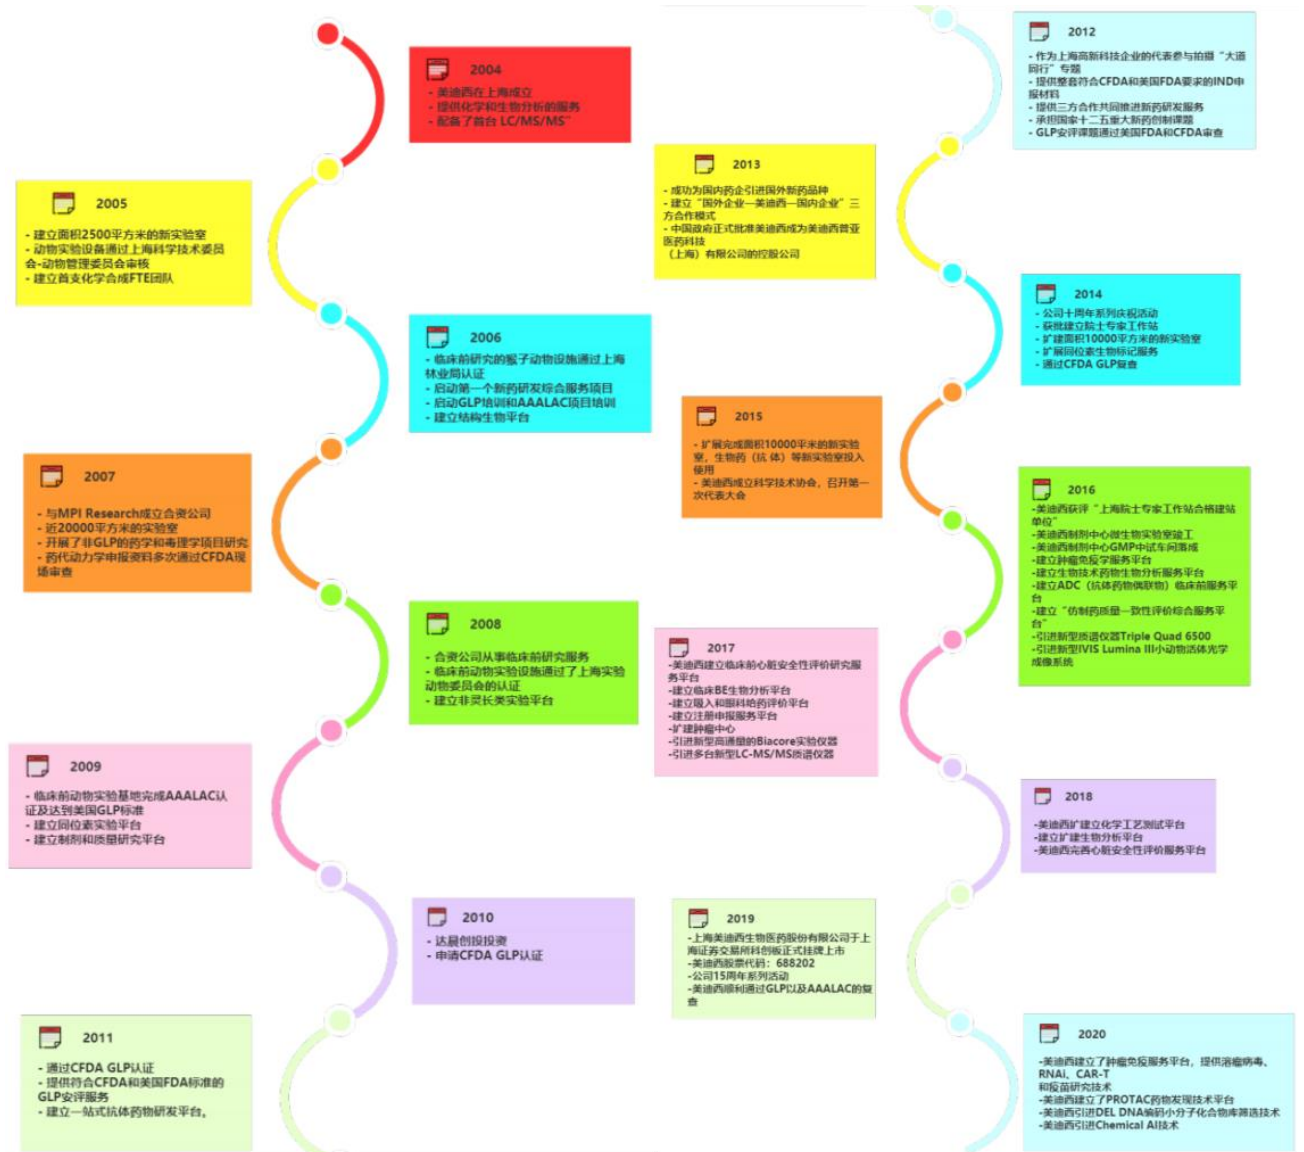 2004
- 美迪西在上海成立
- 提供化学和生物分析的服务
- 配备了首台 LC/MS/MS"
2005
- 建立面积2500平方米的新实验室
- 动物实验设备通过上海科学技术委员
会-动物管理委员会审核
- 建立首支化学合成FTE团队
2006
- 临床前研究的猴子动物设施通过上海
林业局认证
- 启动第一个新药研发综合服务项目
- 启动GLP培训和AAALAC项目培训
- 建立结构生物平台
2007
- 与MPI Research成立合资公司
- 近20000平方米的实验室
- 开展了非GLP的药学和毒理学项目研究
- 药代动力学申报资料多次通过CFDA现
场审查
2008
- 合资公司从事临床前研究服务
- 临床前动物实验设施通过了上海实验
动物委员会的认证
- 建立非灵长类实验平台
2009
- 临床前动物实验基地完成AAALAC认
证及达到美国GLP标准
- 建立同位素实验平台
- 建立制剂和质量研究平台
2010
- 达晨创投投资
- 申请CFDA GLP认证
2011
- 通过CFDA GLP认证
- 提供符合CFDA和美国FDA标准的
GLP安评服务
- 建立一站式抗体药物研发平台。
2012
- 作为上海高新科技企业的代表参与拍摄“大道
同行”专题
- 提供整套符合CFDA和美国FDA要求的IND申
报材料
- 提供三方合作共同推进新药研发服务
- 承担国家十二五重大新药创制课题
- GLP安评课题通过美国FDA和CFDA审查
2013
- 成功为国内药企引进国外新药品种
- 建立“国外企业—美迪西—国内企业”三
方合作模式
- 中国政府正式批准美迪西成为美迪西普亚
医药科技
（上海）有限公司的控股公司
2014
- 公司十周年系列庆祝活动
- 获批建立院士专家工作站
- 扩建面积10000平方米的新实验室
- 扩展同位素生物标记服务
- 通过CFDA GLP复查
2015
- 扩展完成面积10000平米的新实验
室，生物药（抗 体）等新实验室投入
使用
- 美迪西成立科学技术协会，召开第一
次代表大会
2016
-美迪西获评“上海院士专家工作站合格建站
单位”
-美迪西制剂中心微生物实验室竣工
-美迪西制剂中心GMP中试车间落成
-建立肿瘤免疫学服务平台
-建立生物技术药物生物分析服务平台
-建立ADC（抗体药物偶联物）临床前服务平
台
-建立“仿制药质量一致性评价综合服务平
台”
-引进新型质谱仪器Triple Quad 6500
-引进新型IVIS Lumina III小动物活体光学
成像系统
2017
-美迪西建立临床前心脏安全性评价研究服
务平台
-建立临床BE生物分析平台
-建立吸入和眼科给药评价平台
-建立注册申报服务平台
-扩建肿瘤中心
-引进新型高通量的Biacore实验仪器
-引进多台新型LC-MS/MS质谱仪器
2018
-美迪西扩建立化学工艺测试平台
-建立扩建生物分析平台
-美迪西完善心脏安全性评价服务平台
2019
-上海美迪西生物医药股份有限公司于上
海证券交易所科创板正式挂牌上市
-美迪西股票代码：688202
-公司15周年系列活动
-美迪西顺利通过GLP以及AAALAC的复
查
2020
-美迪西建立了肿瘤免疫服务平台，提供溶瘤病毒、
RNAi、CAR-T
和疫苗研究技术
-美迪西建立了PROTAC药物发现技术平台
-美迪西引进DEL DNA编码小分子化合物库筛选技术
-美迪西引进Chemical AI技术